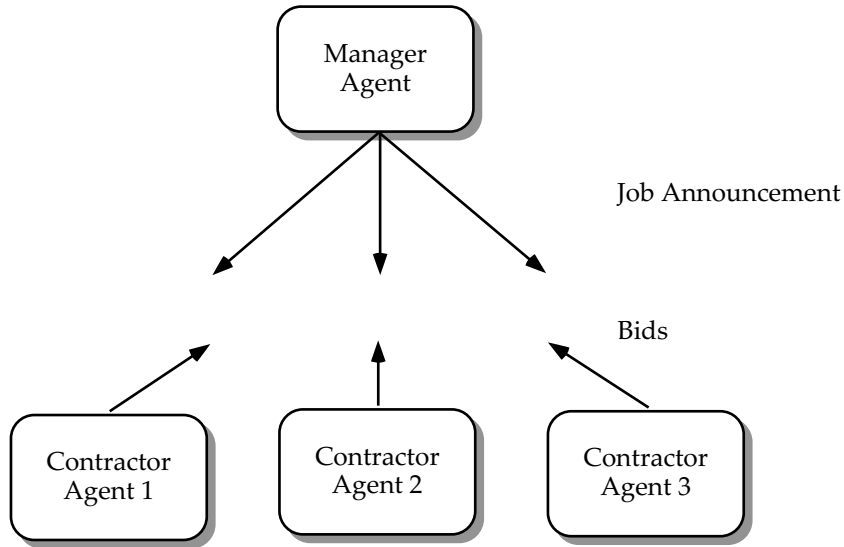 Manager
Agent
Job Announcement
Bids
Contractor
Agent 1
Contractor
Agent 2
Contractor
Agent 3